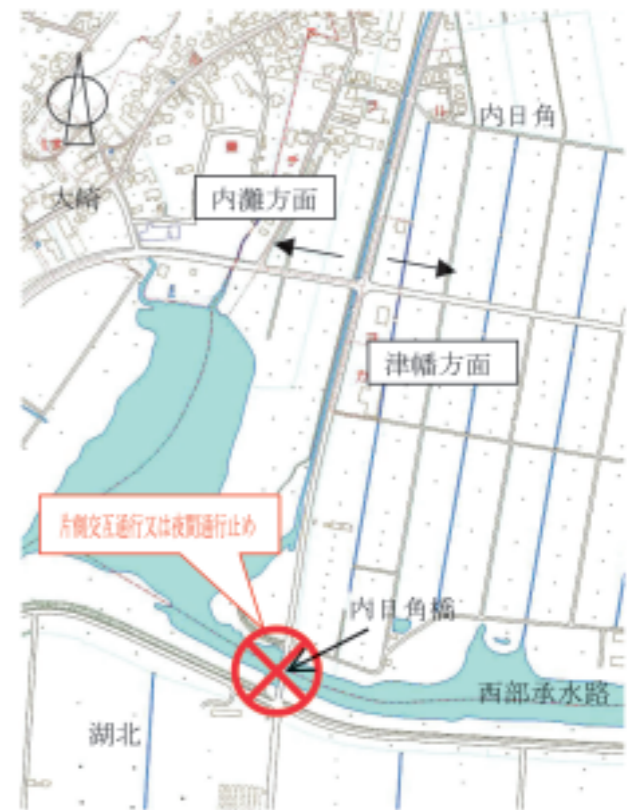 内日角
大崎
内灘方面
津幡方面
片側交互通行又は夜間通行止め
内日角橋
西部承水路
湖北